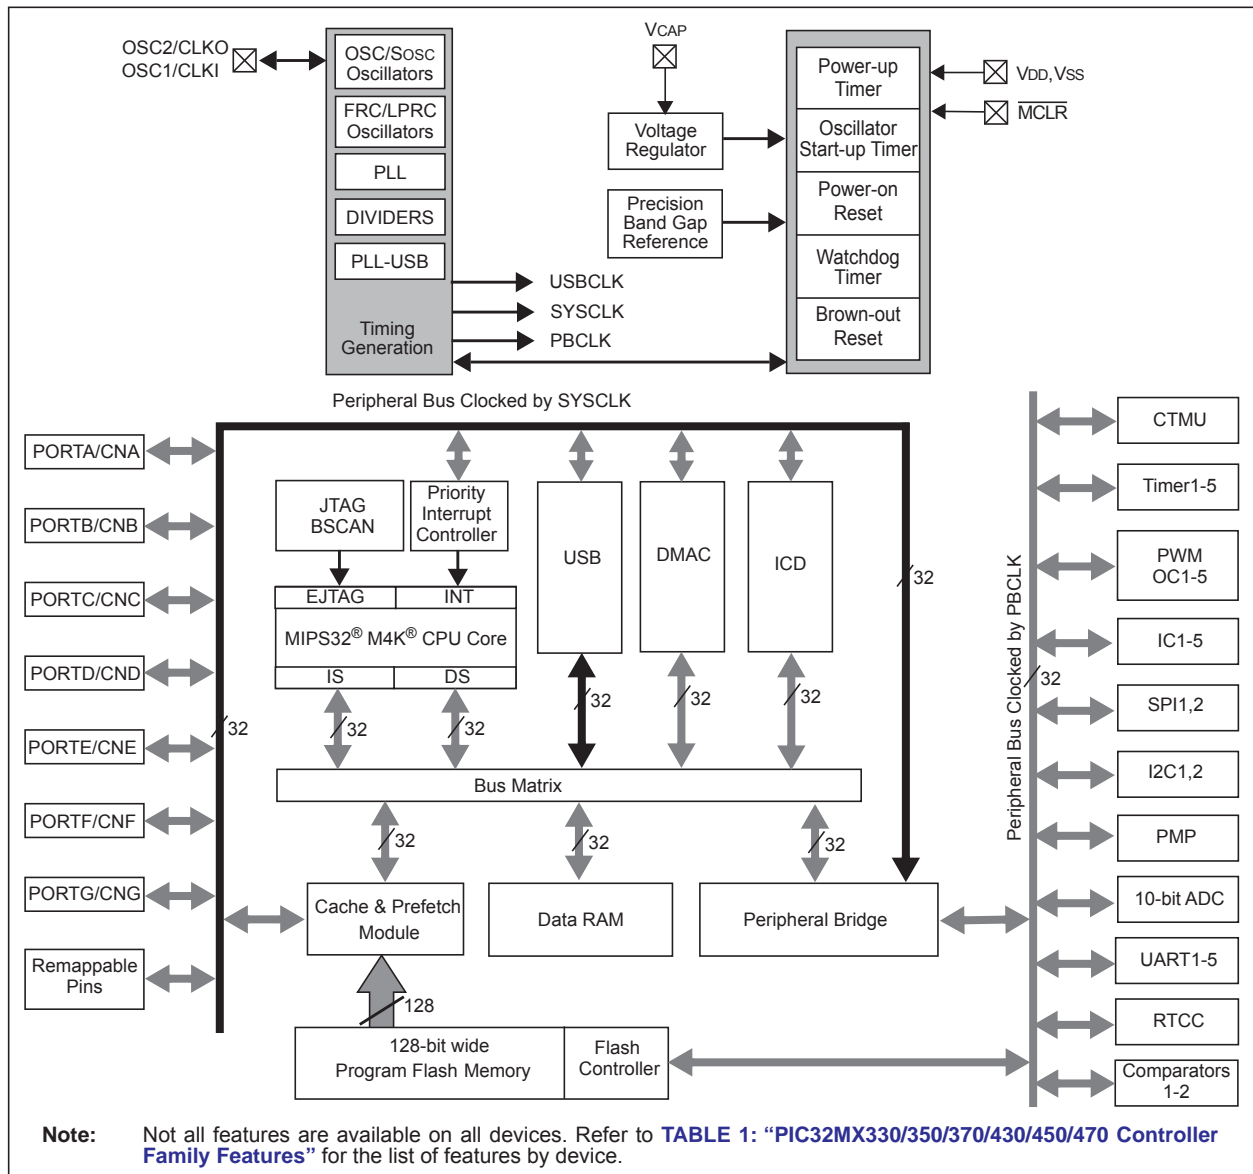 OSC2/CLKO
OSC1/CLKI
OSC/SOSC
Oscillators
FRC/LPRC
Oscillators
PLL
DIVIDERS
PLL-USB
Timing
Generation
USBCLK
SYSCLK
PBCLK
VCAP
Voltage
Regulator
Precision
Band Gap
Reference
Power-up
Timer
Oscillator
Start-up Timer
Power-on
Reset
Watchdog
Timer
Brown-out
Reset
VDD,VSS
MCLR
Peripheral Bus Clocked by SYSCLK
PORTA/CNA
PORTB/CNB
PORTC/CNC
PORTD/CND
PORTE/CNE
PORTF/CNF
PORTG/CNG
Remappable
Pins
32
JTAG
BSCAN
Priority
Interrupt
Controller
EJTAG
INT
MIPS32® M4K® CPU Core
IS
DS
USB
DMAC
ICD
32
32
32
32
32
32
Bus Matrix
32
32
32
Cache & Prefetch
Module
Data RAM
Peripheral Bridge
128
128-bit wide
Program Flash Memory
Flash
Controller
Peripheral Bus Clocked by PBCLK
32
CTMU
Timer1-5
PWM
OC1-5
IC1-5
SPI1,2
I2C1,2
PMP
10-bit ADC
UART1-5
RTCC
Comparators
1-2
Note: Not all features are available on all devices. Refer to TABLE 1: “PIC32MX330/350/370/430/450/470 Controller
Family Features” for the list of features by device.